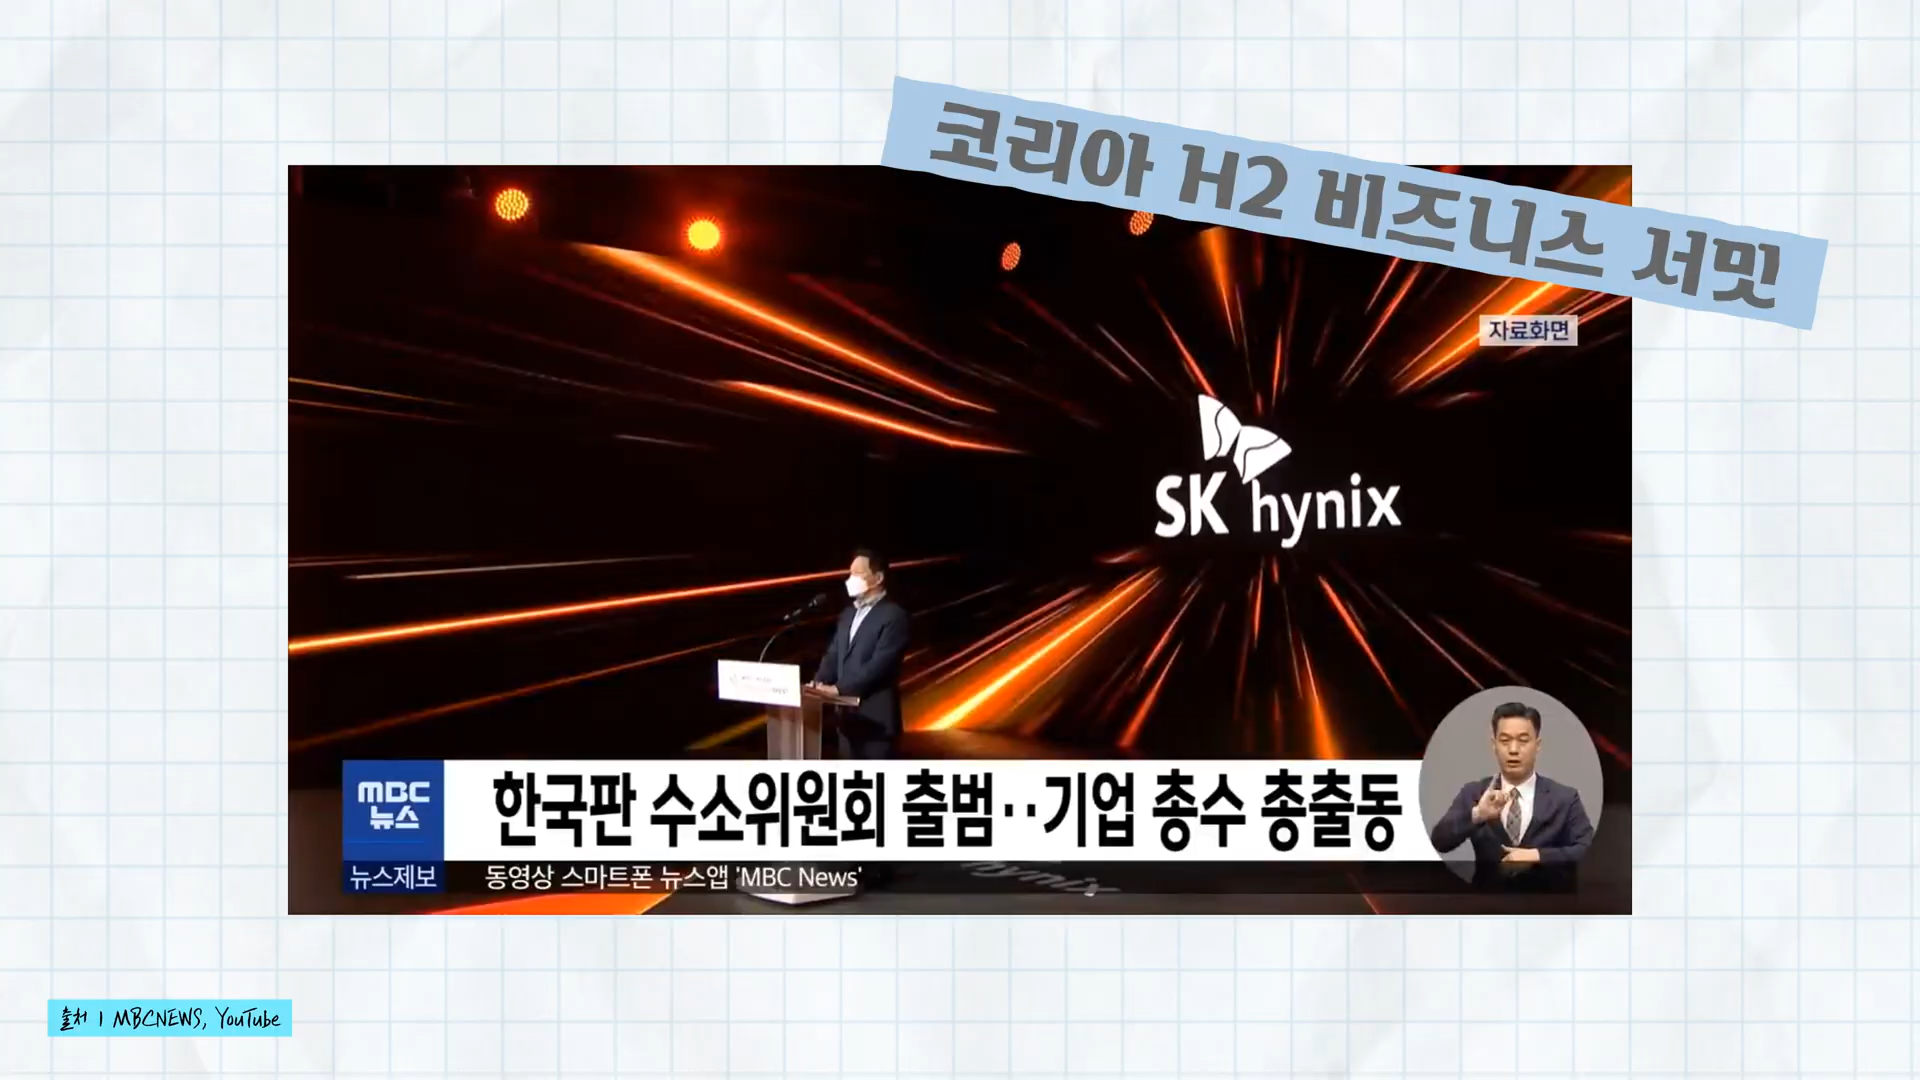 코리아 H2 비즈니스 서밋
자료화면
SK hynix
MBC
뉴스
한국판 수소위원회 출범‥기업 총수 총출동
뉴스제보
동영상 스마트폰 뉴스앱 'MBC News'
hynix
출처 | MBCNEWS, YouTube